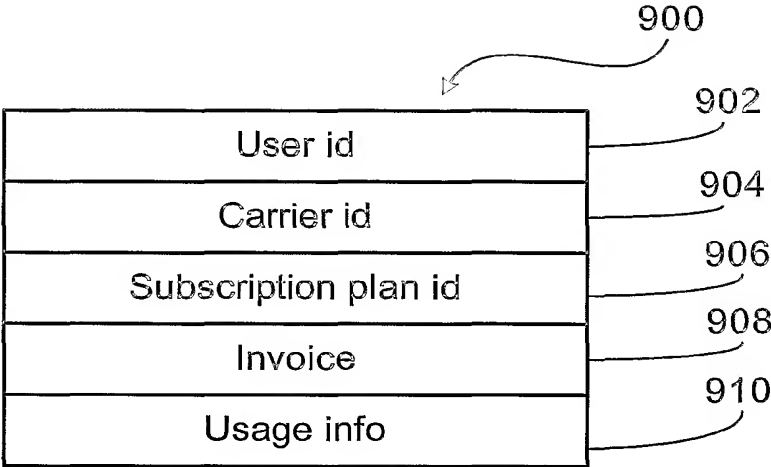 900
User id 902
Carrier id 904
Subscription plan id 906
Invoice 908
Usage info 910